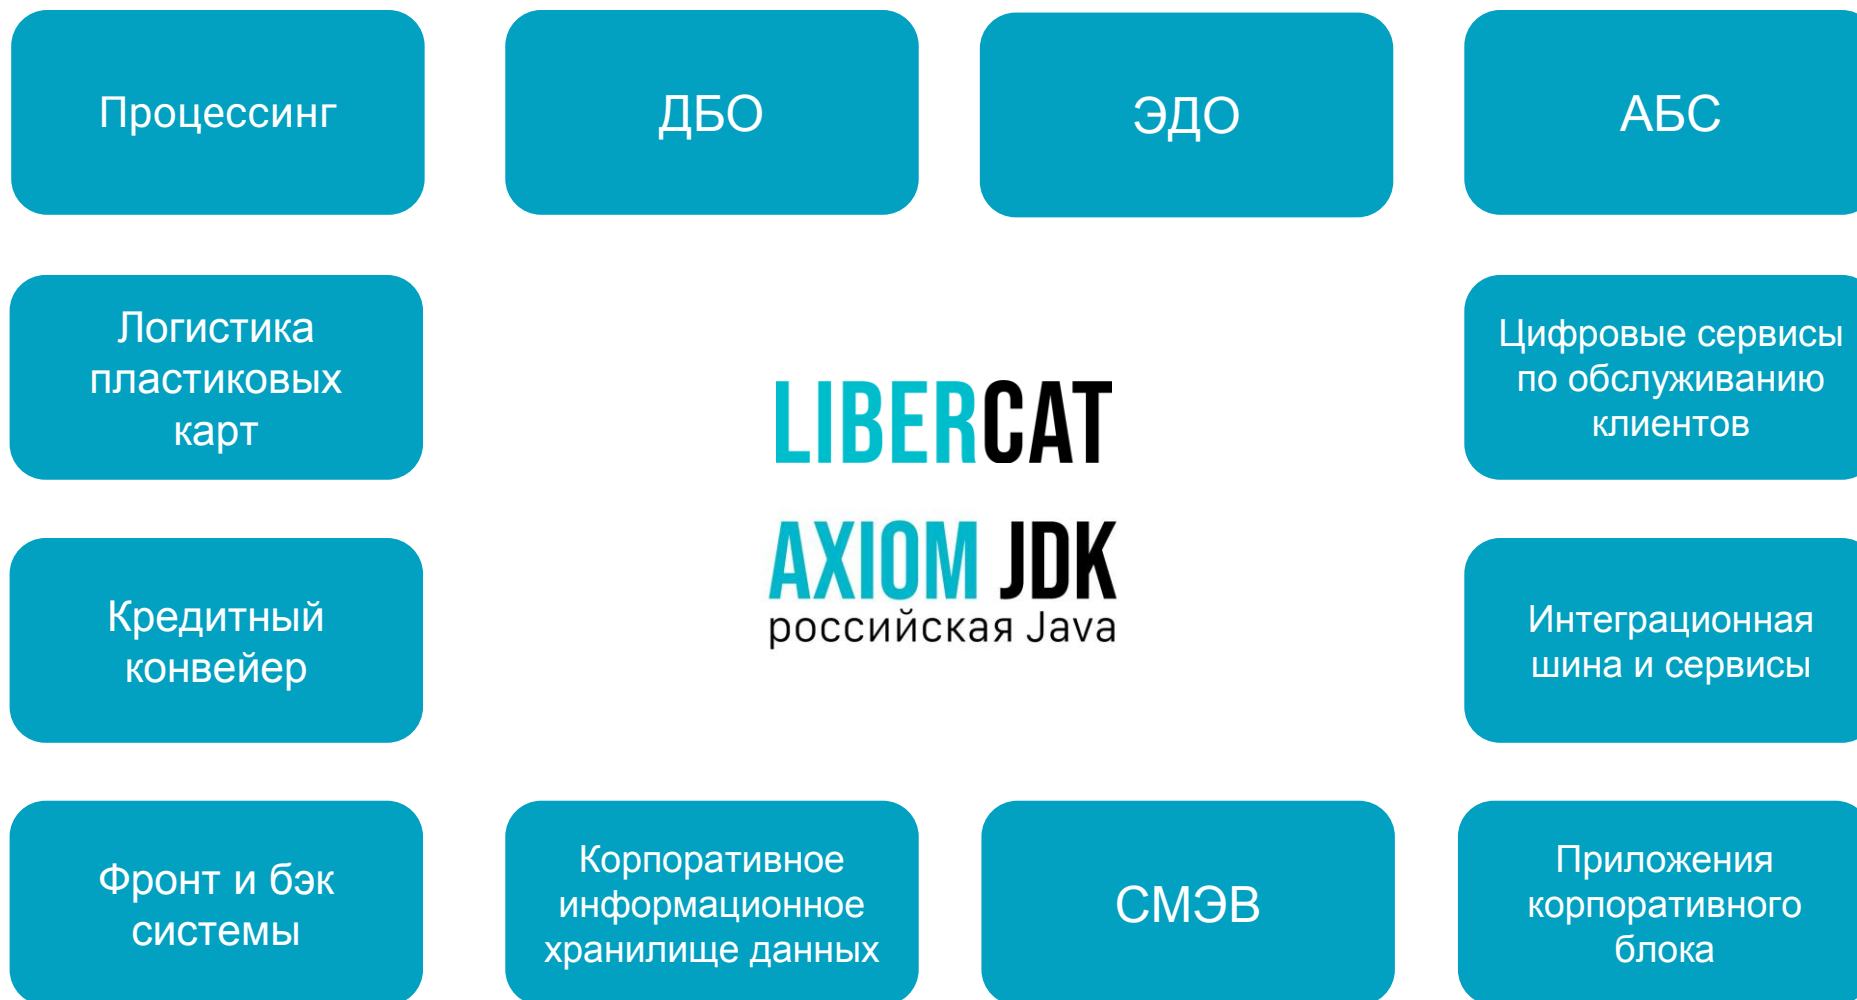 Процессинг
ДБО
ЭДО
АБС
Логистика
пластиковых
карт
LIBERCAT
AXIOM JDK
российская Java
Цифровые сервисы
по обслуживанию
клиентов
Кредитный
конвейер
Интеграционная
шина и сервисы
Фронт и бэк
системы
Корпоративное
информационное
хранилище данных
СМЭВ
Приложения
корпоративного
блока